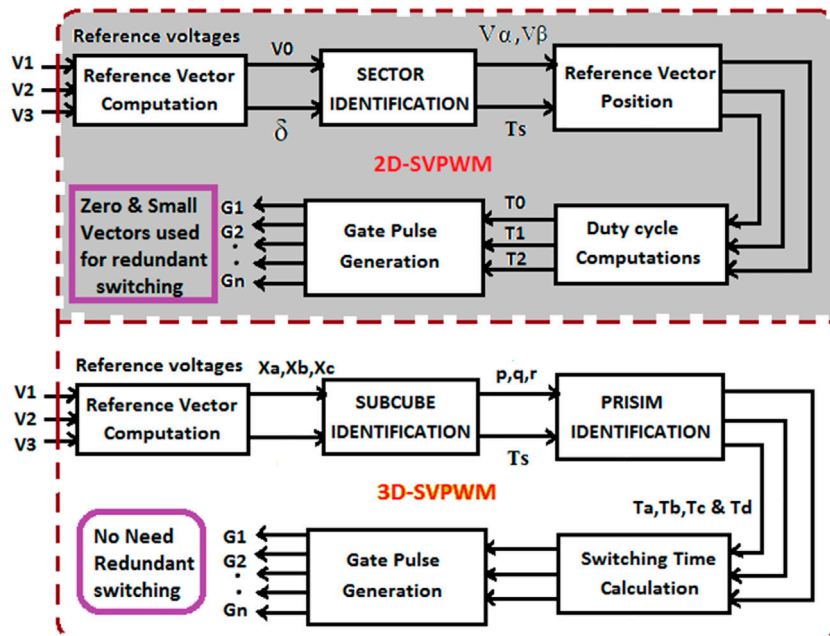 Reference voltages
V1
V2
V3
Reference Vector
Computation
V0
δ
SECTOR
IDENTIFICATION
Vα,Vβ
Ts
Reference Vector
Position
2D-SVPWM
Zero & Small
Vectors used
for redundant
switching
G1
G2
.
.
Gn
Gate Pulse
Generation
T0
T1
T2
Duty cycle
Computations
Reference voltages
V1
V2
V3
Reference Vector
Computation
Xa,Xb,Xc
SUBCUBE
IDENTIFICATION
p,q,r
Ts
PRISIM
IDENTIFICATION
3D-SVPWM
Ta,Tb,Tc & Td
No Need
Redundant
switching
G1
G2
.
.
Gn
Gate Pulse
Generation
Switching Time
Calculation